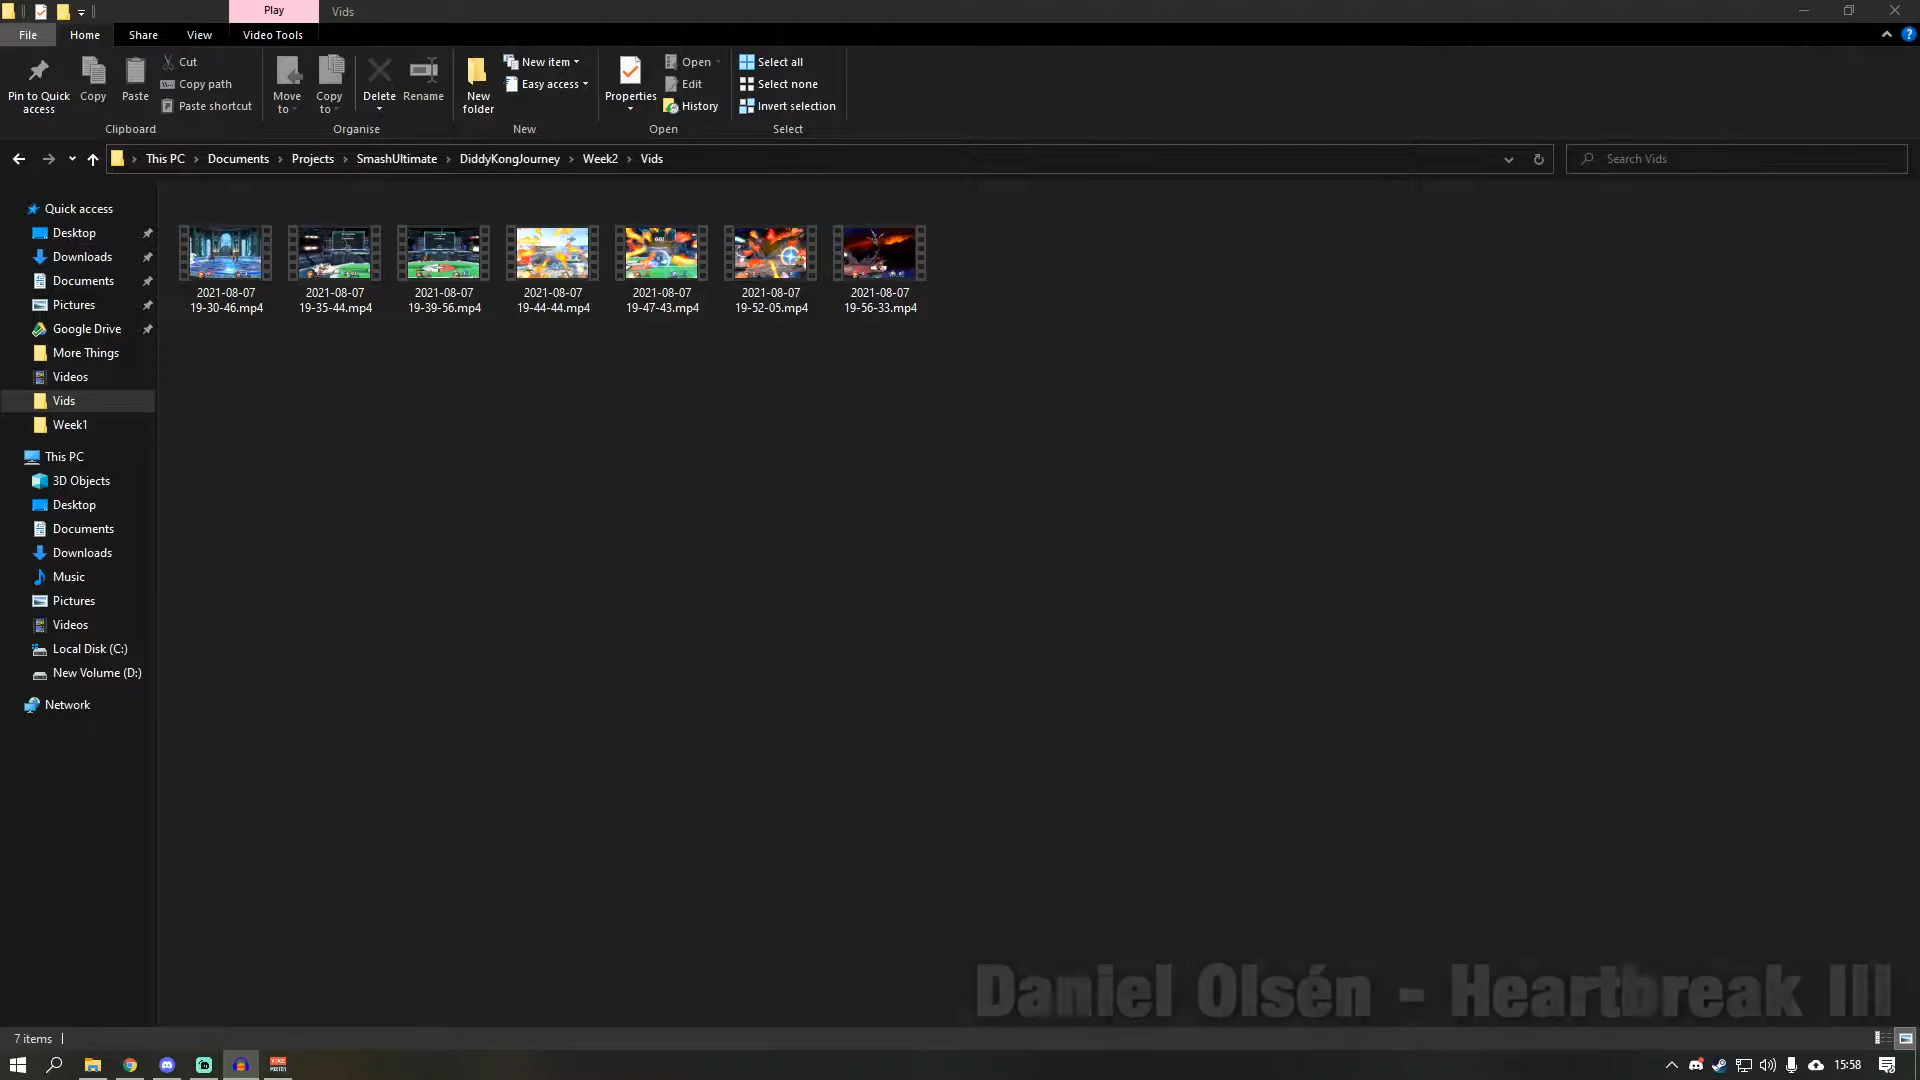 Play
Vids
File
Home
Share
View
Video Tools
Pin to Quick
access
Copy
Paste
Cut
Copy path
Paste shortcut
Clipboard
Move
to
Copy
to
Delete
Rename
Organise
New
folder
New item
Easy access
New
Properties
Open
Edit
History
Open
Select all
Select none
Invert selection
Select
This PC
Documents
Projects
SmashUltimate
DiddyKongJourney
Week2
Vids
Search Vids
Quick access
Desktop
Downloads
Documents
Pictures
Google Drive
More Things
Videos
Vids
Week1
This PC
3D Objects
Desktop
Documents
Downloads
Music
Pictures
Videos
Local Disk (C:)
New Volume (D:)
Network
2021-08-07
19-30-46.mp4
2021-08-07
19-35-44.mp4
2021-08-07
19-39-56.mp4
2021-08-07
19-44-44.mp4
2021-08-07
19-47-43.mp4
2021-08-07
19-52-05.mp4
2021-08-07
19-56-33.mp4
Daniel Olsén - Heartbreak III
7 items
15:58